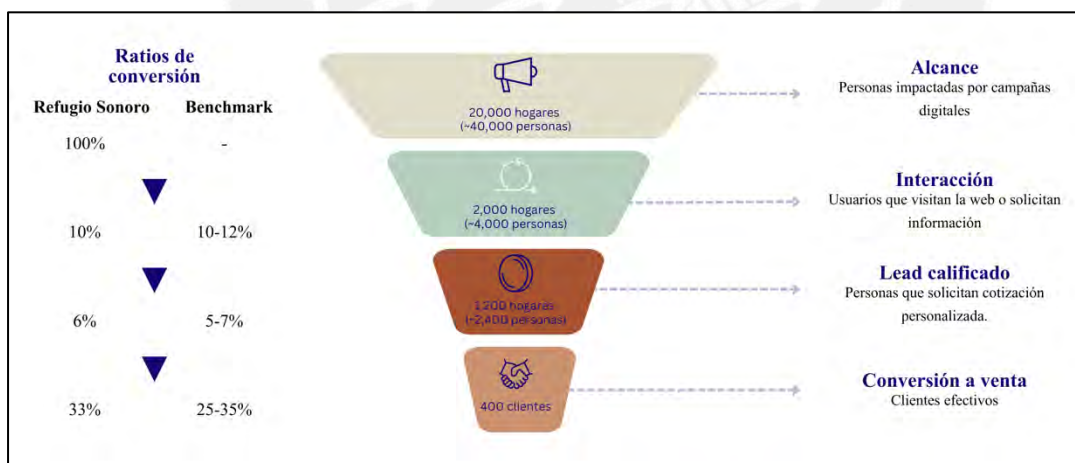 Ratios de
conversión
Refugio Sonoro
Benchmark
100%
-
10%
10-12%
6%
5-7%
33%
25-35%
20,000 hogares
(~40,000 personas)
2,000 hogares
(~4,000 personas)
1,200 hogares
(~2,400 personas)
400 clientes
Alcance
Personas impactadas por campañas
digitales
Interacción
Usuarios que visitan la web o solicitan
información
Lead calificado
Personas que solicitan cotización
personalizada.
Conversión a venta
Clientes efectivos